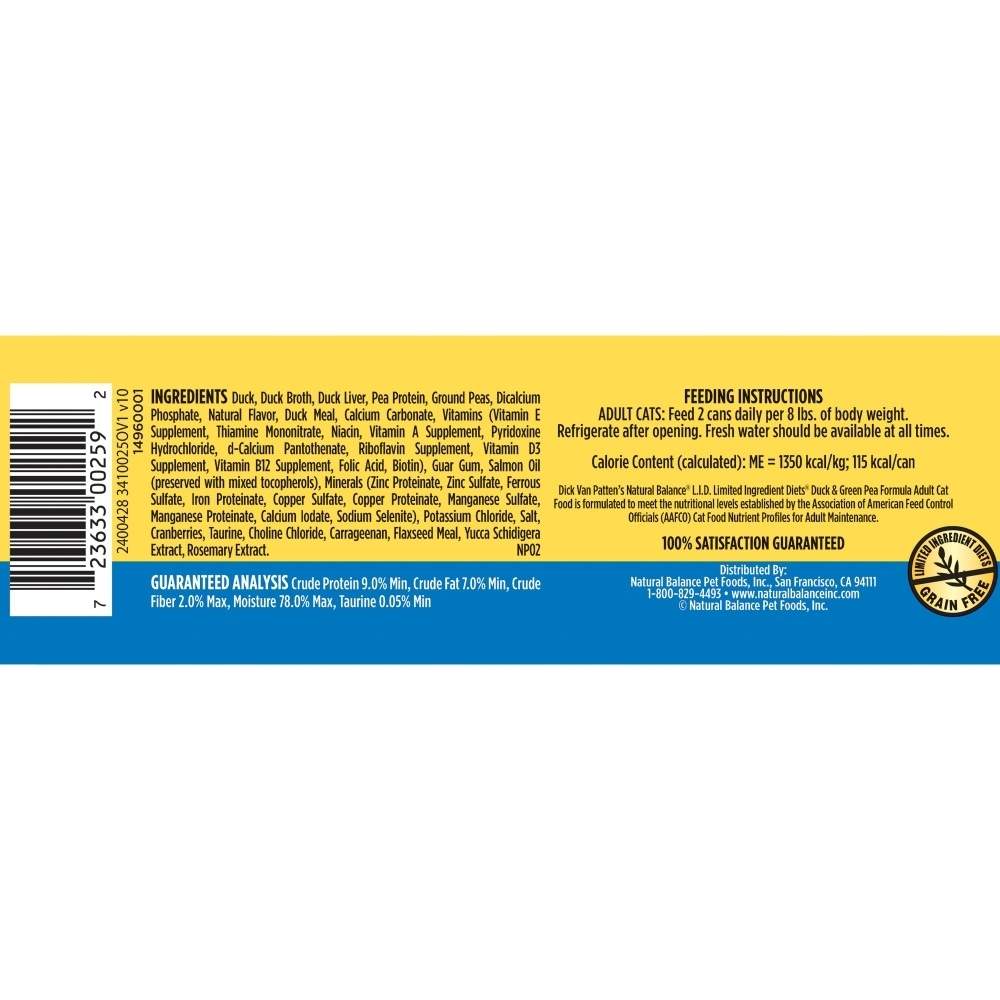 7 23633 00259 2
2400428 3410025OV1 v10
14960001
INGREDIENTS Duck, Duck Broth, Duck Liver, Pea Protein, Ground Peas, Dicalcium
Phosphate, Natural Flavor, Duck Meal, Calcium Carbonate, Vitamins (Vitamin E
Supplement, Thiamine Mononitrate, Niacin, Vitamin A Supplement, Pyridoxine
Hydrochloride, d-Calcium Pantothenate, Riboflavin Supplement, Vitamin D3
Supplement, Vitamin B12 Supplement, Folic Acid, Biotin), Guar Gum, Salmon Oil
(preserved with mixed tocopherols), Minerals (Zinc Proteinate, Zinc Sulfate, Ferrous
Sulfate, Iron Proteinate, Copper Sulfate, Copper Proteinate, Manganese Sulfate,
Manganese Proteinate, Calcium Iodate, Sodium Selenite), Potassium Chloride, Salt,
Cranberries, Taurine, Choline Chloride, Carrageenan, Flaxseed Meal, Yucca Schidigera
Extract, Rosemary Extract. NP02
GUARANTEED ANALYSIS Crude Protein 9.0% Min, Crude Fat 7.0% Min, Crude
Fiber 2.0% Max, Moisture 78.0% Max, Taurine 0.05% Min
FEEDING INSTRUCTIONS
ADULT CATS: Feed 2 cans daily per 8 lbs. of body weight.
Refrigerate after opening. Fresh water should be available at all times.
Calorie Content (calculated): ME = 1350 kcal/kg; 115 kcal/can
Dick Van Patten's Natural Balance® L.I.D. Limited Ingredient Diets® Duck & Green Pea Formula Adult Cat
Food is formulated to meet the nutritional levels established by the Association of American Feed Control
Officials (AAFCO) Cat Food Nutrient Profiles for Adult Maintenance.
100% SATISFACTION GUARANTEED
Distributed By:
Natural Balance Pet Foods, Inc., San Francisco, CA 94111
1-800-829-4493 • www.naturalbalanceinc.com
© Natural Balance Pet Foods, Inc.
LIMITED INGREDIENT DIETS
GRAIN FREE